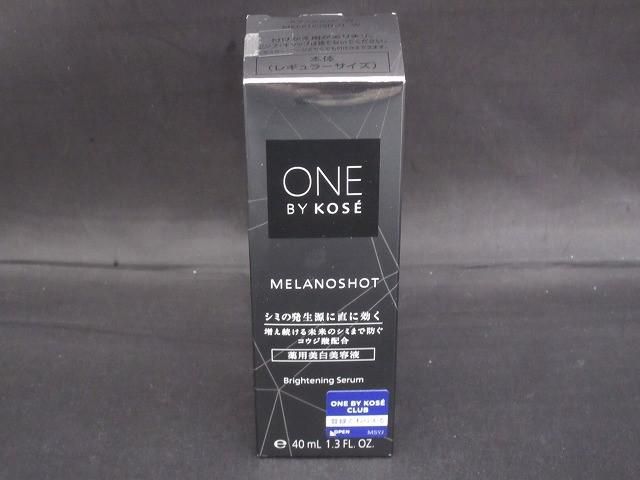 本体
(レギュラーサイズ)
ONE
BY KOSÉ
MELANOSHOT
シミの発生源に直に効く
増え続ける未来のシミまで防ぐ
コウジ酸配合
薬用美白美容液
Brightening Serum
ONE BY KOSÉ
CLUB
OPEN
℮ 40 mL 1.3 FL. OZ.